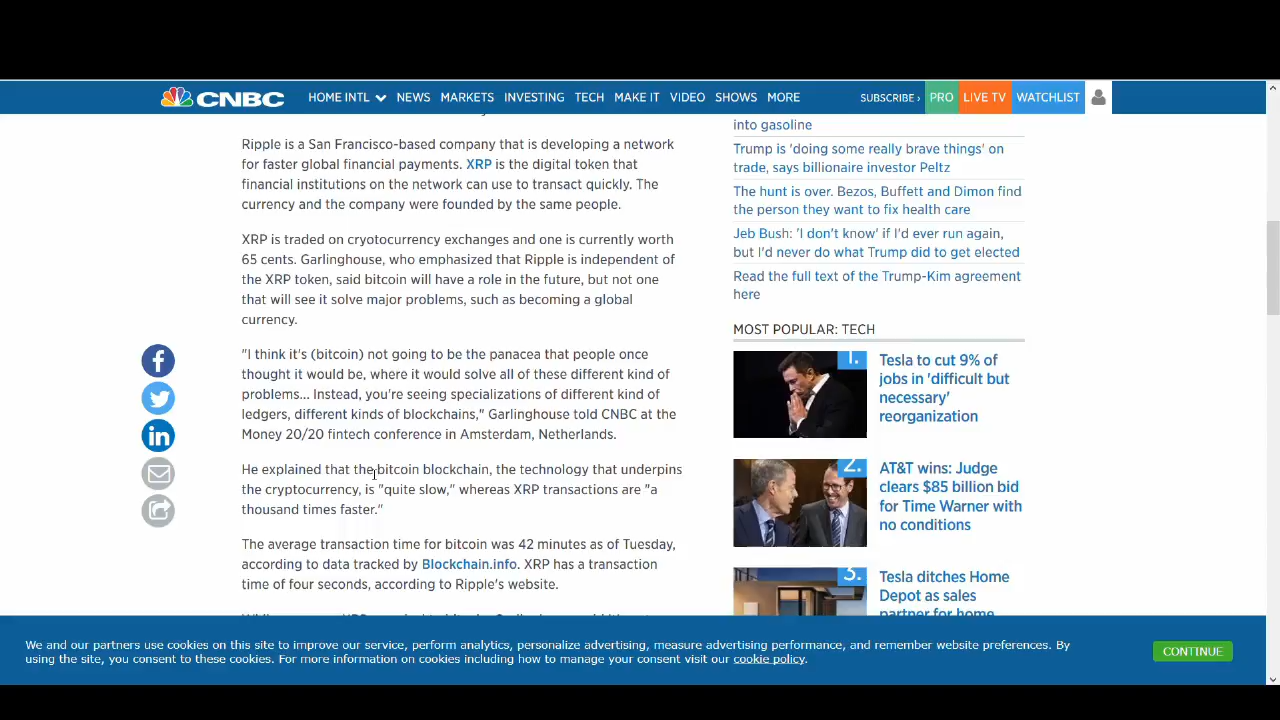 CNBC
HOME INTL NEWS MARKETS INVESTING TECH MAKE IT VIDEO SHOWS MORE
SUBSCRIBE › PRO LIVE TV WATCHLIST
Ripple is a San Francisco-based company that is developing a network
for faster global financial payments. XRP is the digital token that
financial institutions on the network can use to transact quickly. The
currency and the company were founded by the same people.
XRP is traded on cryotocurrency exchanges and one is currently worth
65 cents. Garlinghouse, who emphasized that Ripple is independent of
the XRP token, said bitcoin will have a role in the future, but not one
that will see it solve major problems, such as becoming a global
currency.
"I think it's (bitcoin) not going to be the panacea that people once
thought it would be, where it would solve all of these different kind of
problems... Instead, you're seeing specializations of different kind of
ledgers, different kinds of blockchains," Garlinghouse told CNBC at the
Money 20/20 fintech conference in Amsterdam, Netherlands.
He explained that the bitcoin blockchain, the technology that underpins
the cryptocurrency, is "quite slow," whereas XRP transactions are "a
thousand times faster."
The average transaction time for bitcoin was 42 minutes as of Tuesday,
according to data tracked by Blockchain.info. XRP has a transaction
time of four seconds, according to Ripple's website.
into gasoline
Trump is 'doing some really brave things' on
trade, says billionaire investor Peltz
The hunt is over. Bezos, Buffett and Dimon find
the person they want to fix health care
Jeb Bush: 'I don't know' if I'd ever run again,
but I'd never do what Trump did to get elected
Read the full text of the Trump-Kim agreement
here
MOST POPULAR: TECH
1.
Tesla to cut 9% of
jobs in 'difficult but
necessary'
reorganization
2.
AT&T wins: Judge
clears $85 billion bid
for Time Warner with
no conditions
3.
Tesla ditches Home
Depot as sales
partner for home
We and our partners use cookies on this site to improve our service, perform analytics, personalize advertising, measure advertising performance, and remember website preferences. By
using the site, you consent to these cookies. For more information on cookies including how to manage your consent visit our cookie policy.
CONTINUE